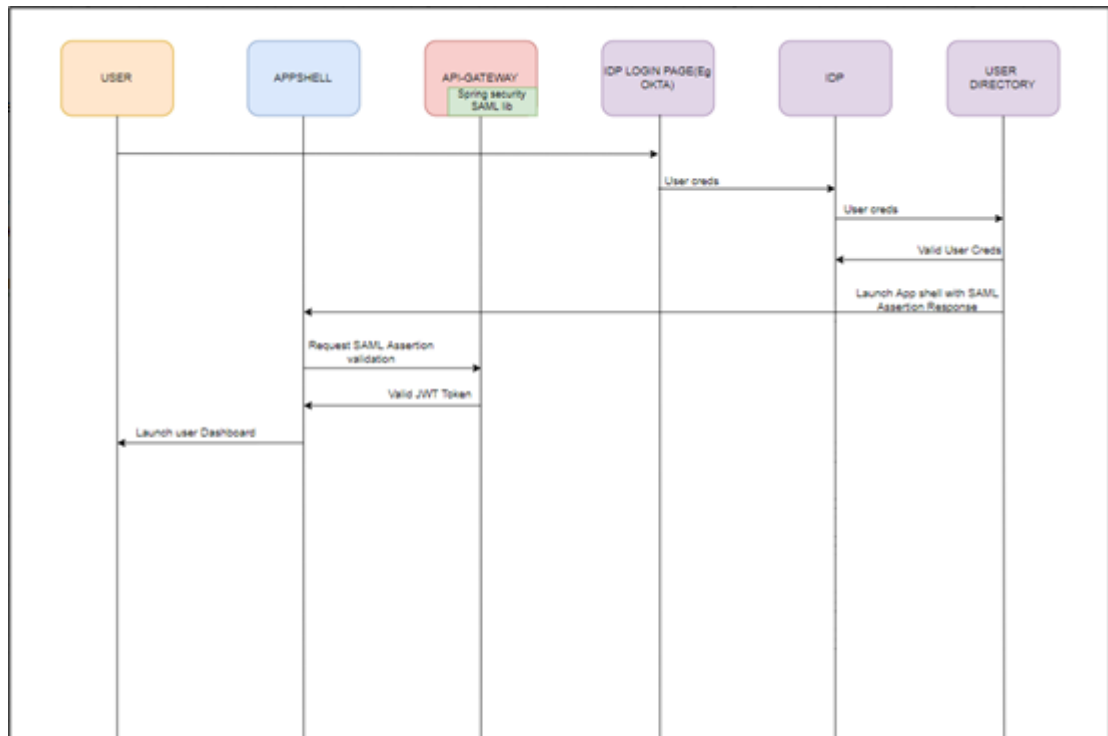 USER
APPSHELL
API-GATEWAY
Spring security
SAML lib
IDP LOGIN PAGE(Eg
OKTA)
IDP
USER
DIRECTORY
User creds
User creds
Valid User Creds
Launch App shell with SAML
Assertion Response
Request SAML Assertion
validation
Valid JWT Token
Launch user Dashboard